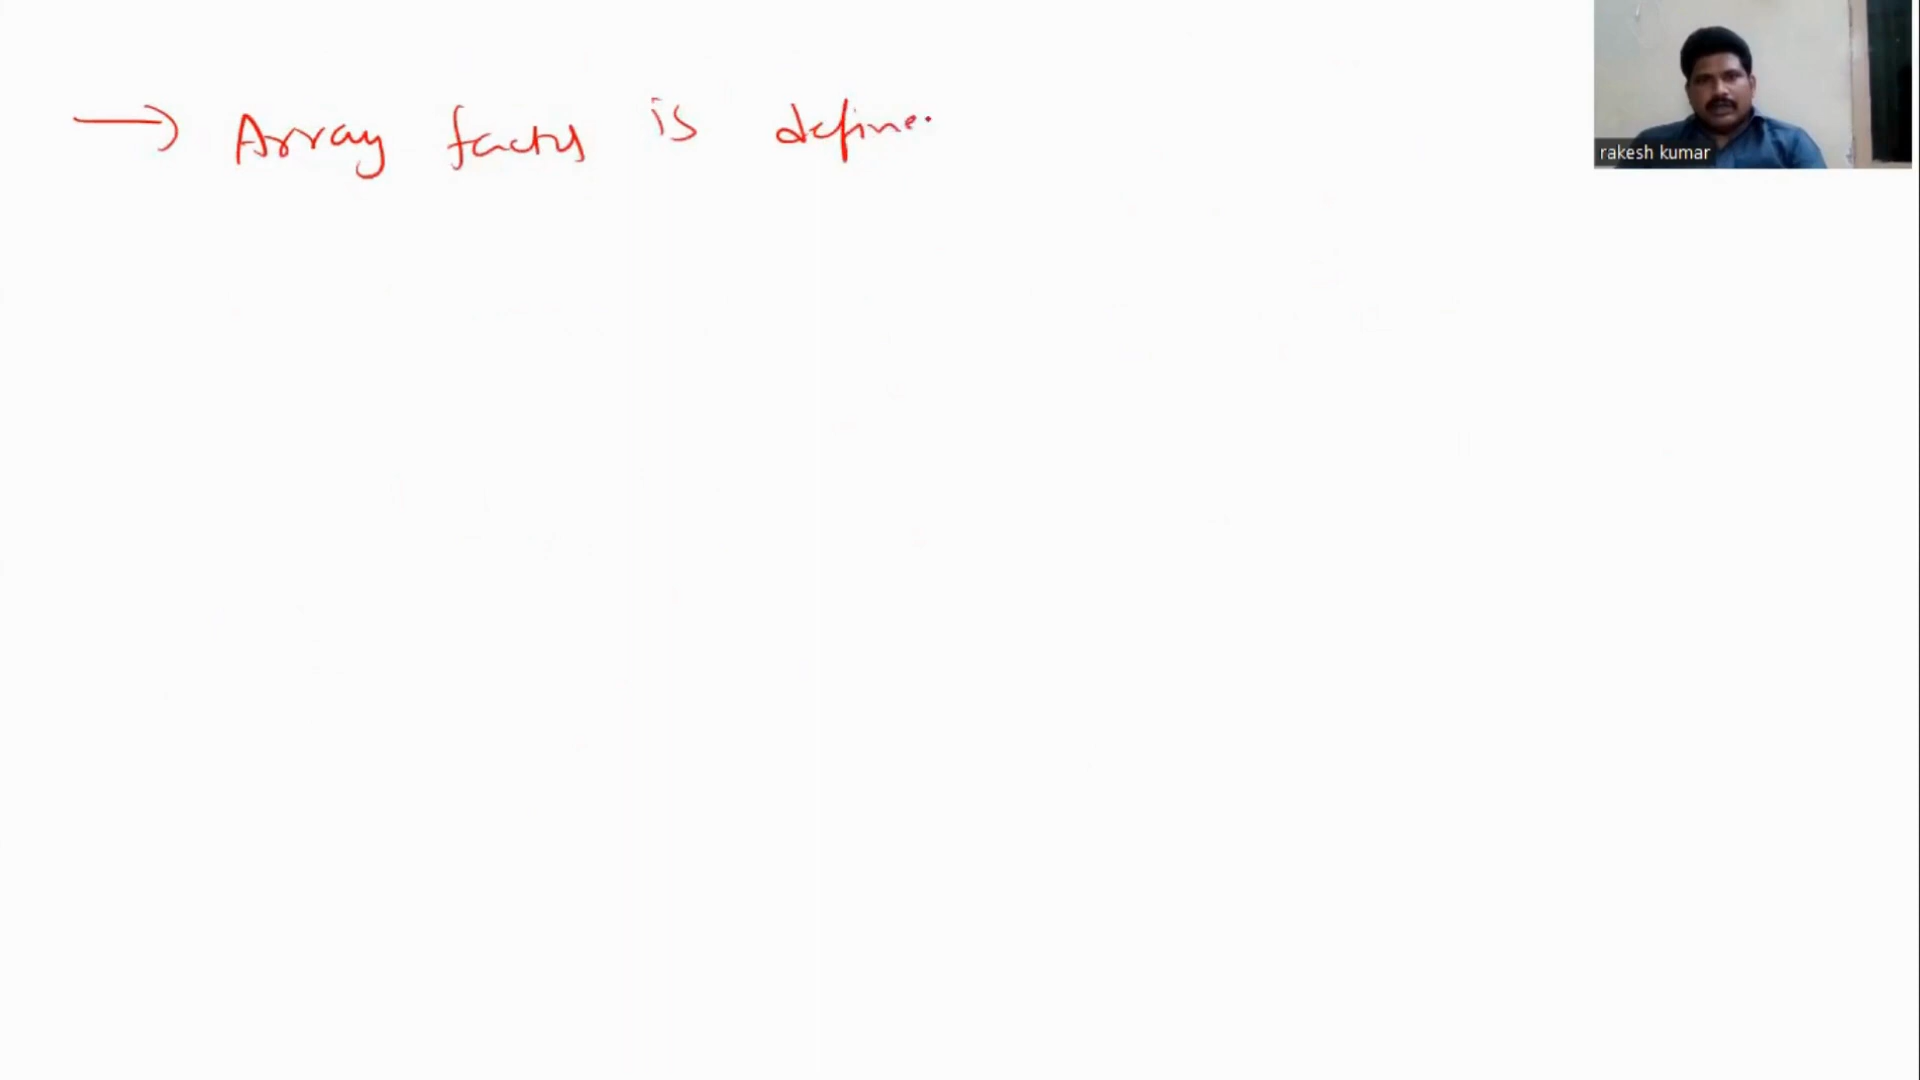 → Array factor is define
rakesh kumar